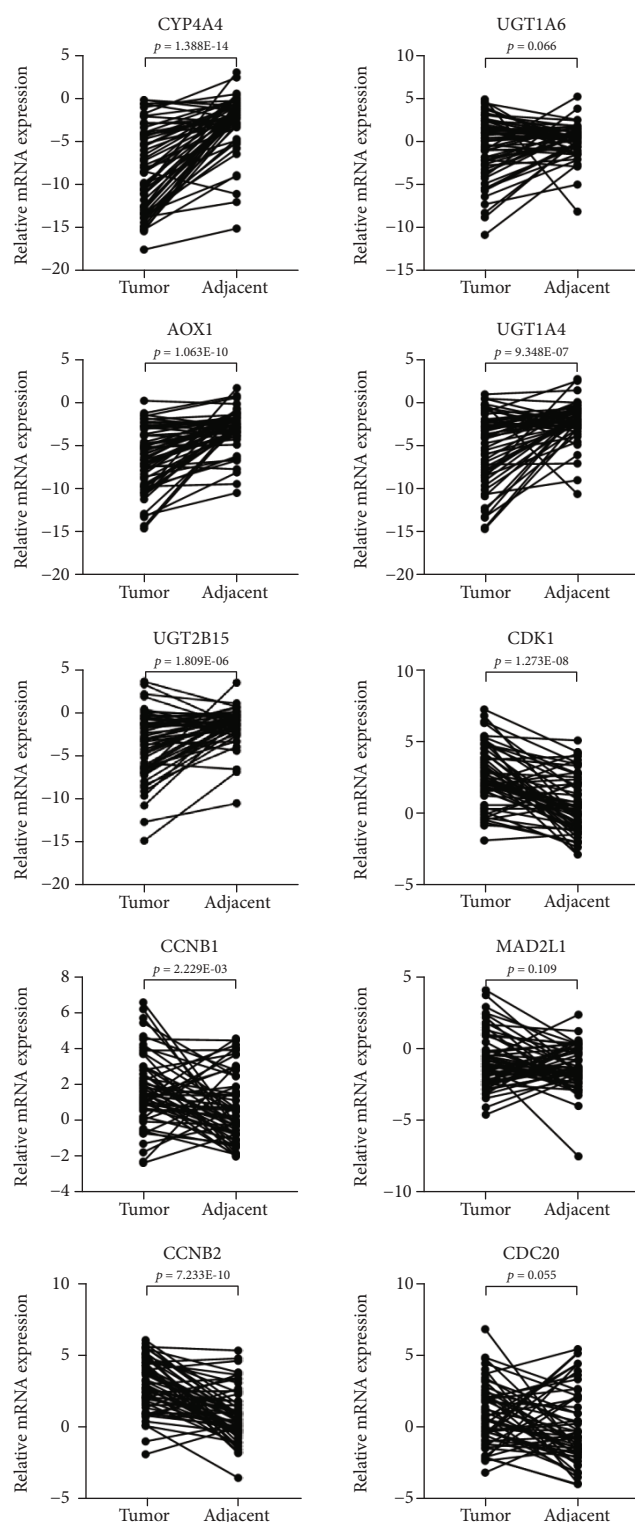 CYP4A4
p = 1.388E-14
Relative mRNA expression
5
0
−5
−10
−15
−20
Tumor Adjacent
UGT1A6
p = 0.066
Relative mRNA expression
10
5
0
−5
−10
−15
Tumor Adjacent
AOX1
p = 1.063E-10
Relative mRNA expression
5
0
−5
−10
−15
−20
Tumor Adjacent
UGT1A4
p = 9.348E-07
Relative mRNA expression
5
0
−5
−10
−15
−20
Tumor Adjacent
UGT2B15
p = 1.809E-06
Relative mRNA expression
5
0
−5
−10
−15
−20
Tumor Adjacent
CDK1
p = 1.273E-08
Relative mRNA expression
10
5
0
−5
Tumor Adjacent
CCNB1
p = 2.229E-03
Relative mRNA expression
8
6
4
2
0
−2
−4
Tumor Adjacent
MAD2L1
p = 0.109
Relative mRNA expression
5
0
−5
−10
Tumor Adjacent
CCNB2
p = 7.233E-10
Relative mRNA expression
10
5
0
−5
Tumor Adjacent
CDC20
p = 0.055
Relative mRNA expression
10
5
0
−5
Tumor Adjacent